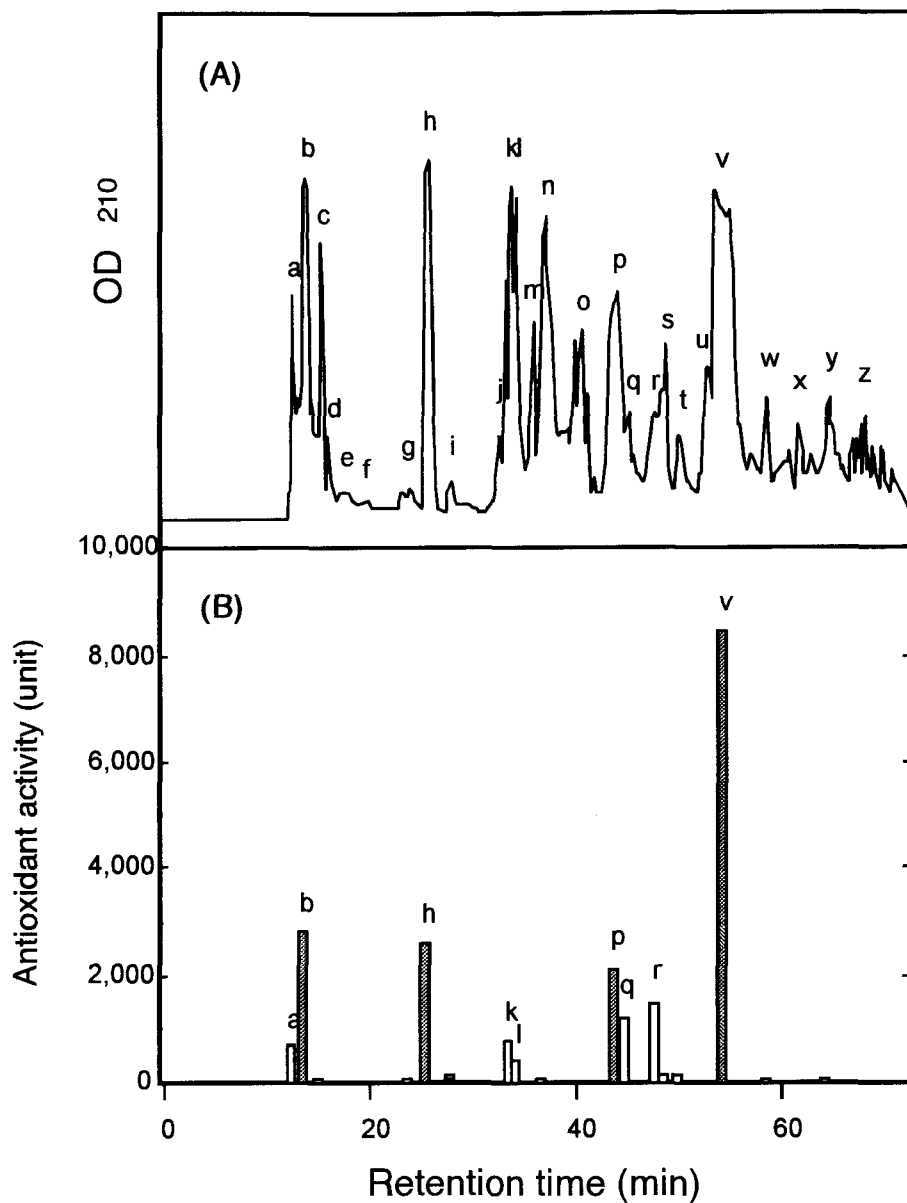 (A)
h
b
kl
v
n
210
OD
c
a
p
m
o
s
u
j
q
r
t
w
x
y
z
d
e
f
g
i
10,000
(B)
v
Antioxidant activity (unit)
8,000
6,000
4,000
b
h
p
2,000
q
r
a
k
l
0
0
20
40
60
Retention time (min)